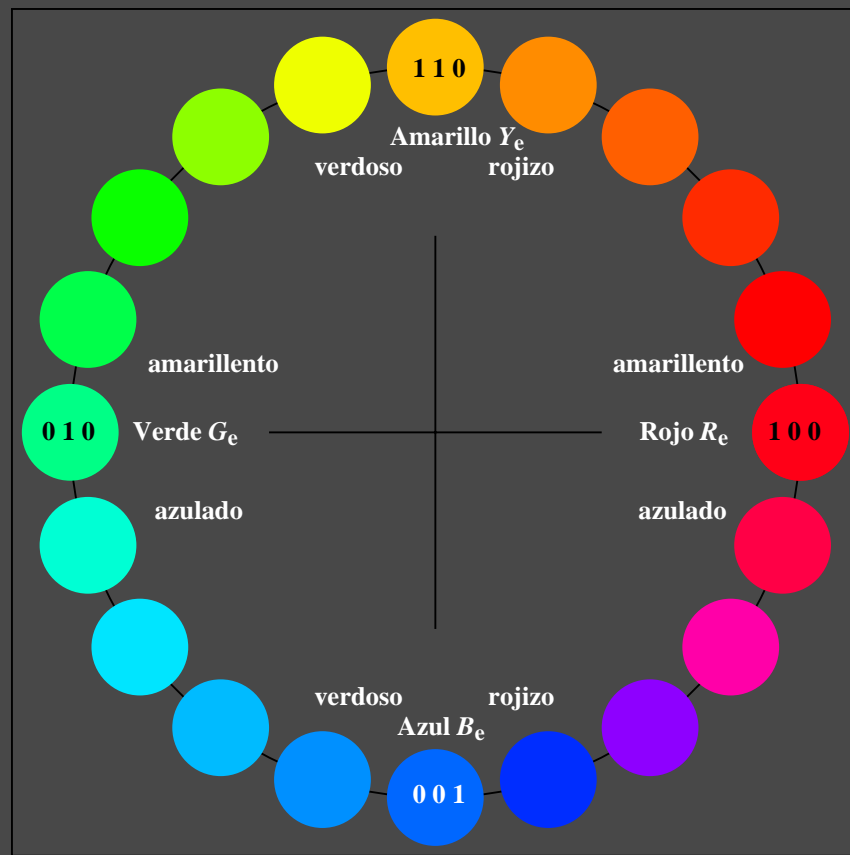 1 1 0
Amarillo Ye
verdoso rojizo
amarillento amarillento
0 1 0 Verde Ge Rojo Re 1 0 0
azulado azulado
verdoso rojizo
Azul Be
0 0 1